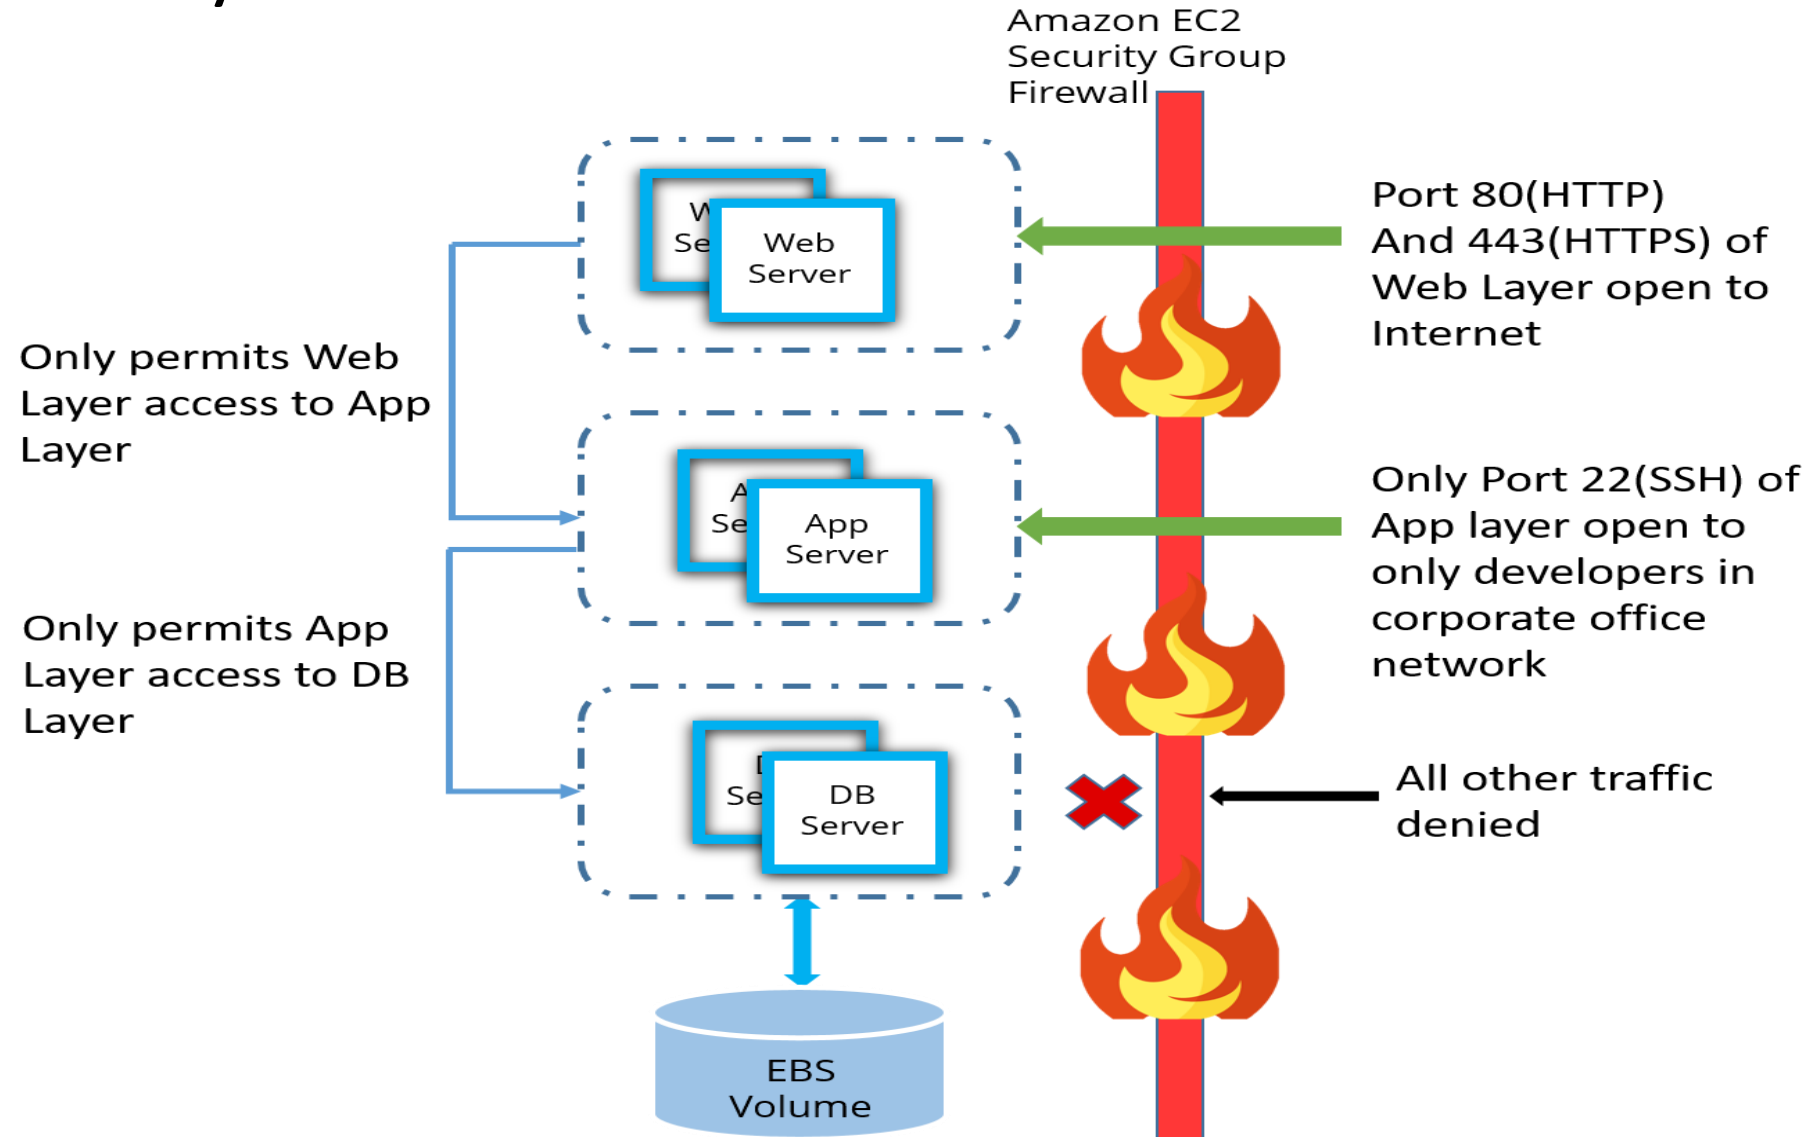 Amazon EC2
Security Group
Firewall
Port 80(HTTP)
And 443(HTTPS) of
Web Layer open to
Internet
W
Se
Web
Server
Only permits Web
Layer access to App
Layer
Only Port 22(SSH) of
App layer open to
only developers in
corporate office
network
A
Se
App
Server
Only permits App
Layer access to DB
Layer
All other traffic
denied
Se
DB
Server
EBS
Volume